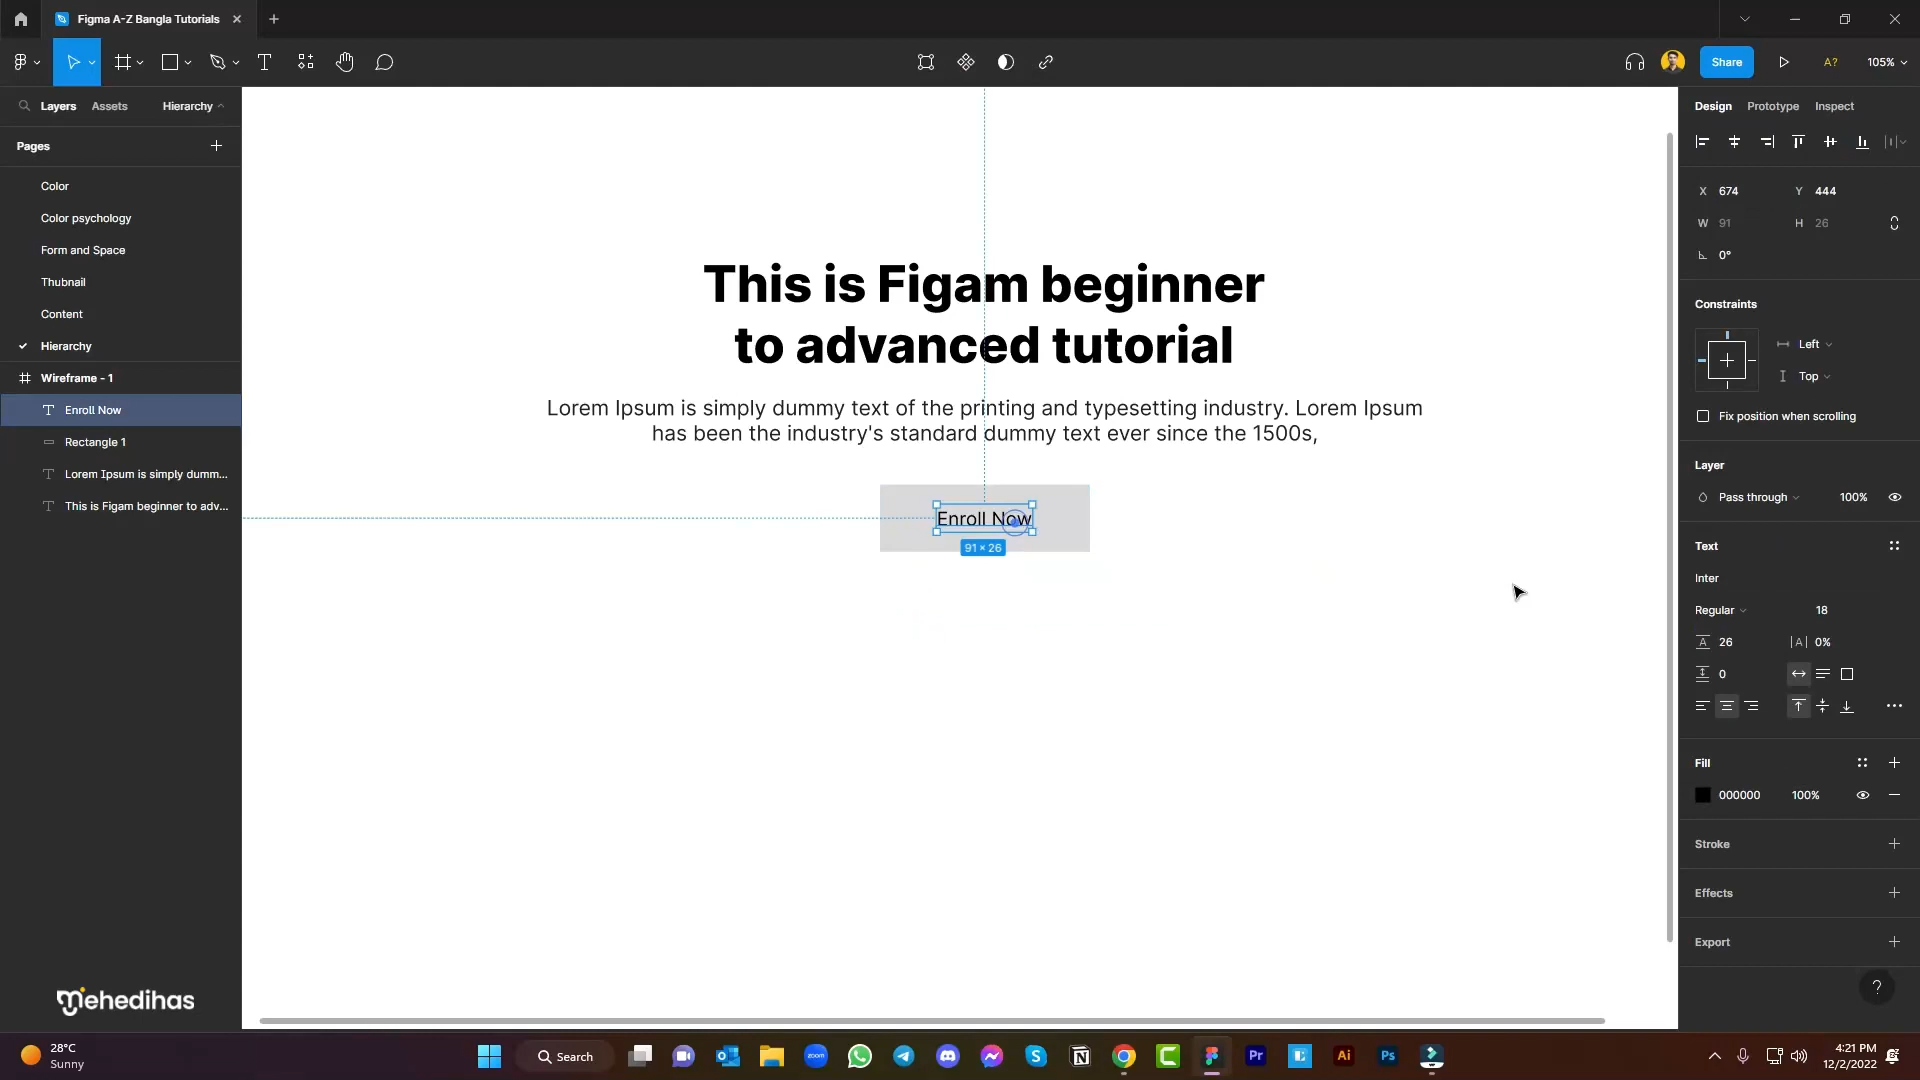 Figma A-Z Bangla Tutorials
Share
A?
105%
Layers
Assets
Hierarchy
Pages
Color
Color psychology
Form and Space
Thubnail
Content
Hierarchy
Wireframe - 1
Enroll Now
Rectangle 1
Lorem Ipsum is simply dumm...
This is Figam beginner to adv...
mehedihas
This is Figam beginner
to advanced tutorial
Lorem Ipsum is simply dummy text of the printing and typesetting industry. Lorem Ipsum
has been the industry's standard dummy text ever since the 1500s,
Enroll Now
91 × 26
Design Prototype Inspect
X 674 Y 444
W 91 H 26
0°
Constraints
Left
Top
Fix position when scrolling
Layer
Pass through 100%
Text
Inter
Regular 18
26 0%
0
Fill
000000 100%
Stroke
Effects
Export
?
28°C
Sunny
Search
zoom
Pr
Ai
Ps
4:21 PM
12/2/2022